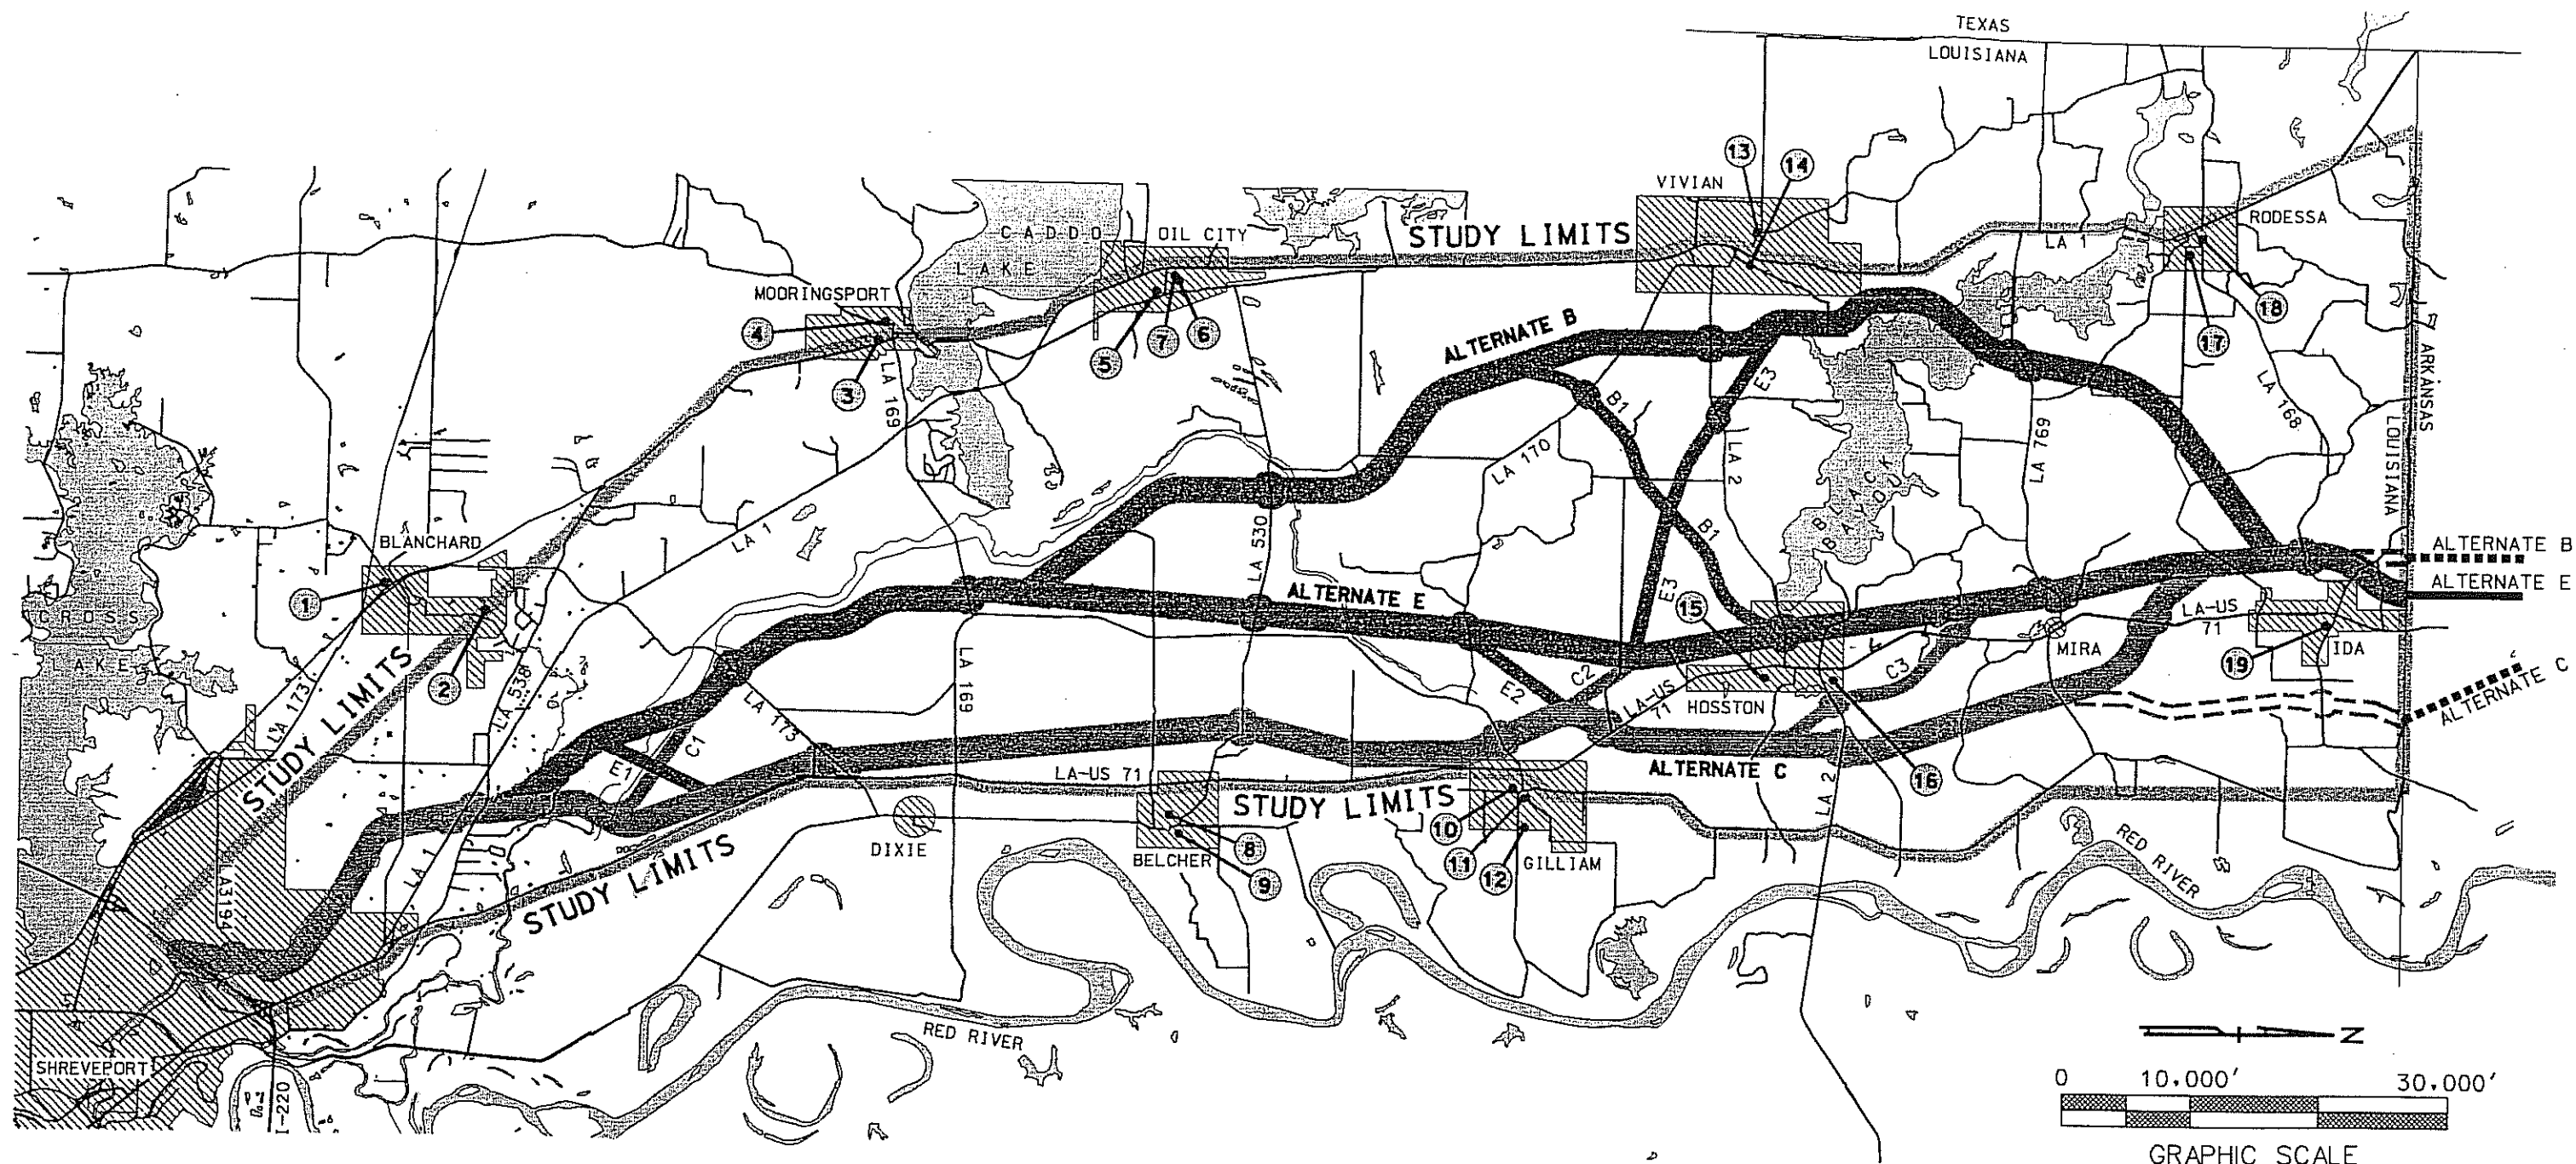 TEXAS
LOUISIANA
13
14
VIVIAN
RODESSA
CADDO
LAKE
OIL CITY
STUDY LIMITS
LA 1
MOORINGSPORT
4
3
5
7
6
18
17
ALTERNATE B
ARKANSAS
LOUISIANA
LA 169
B1
E3
LA 168
LA 170
LA 2
LA 769
BLACK
BAYOU
BLANCHARD
LA 1
LA 530
B1
ALTERNATE B
ALTERNATE E
1
CROSS
LAKE
ALTERNATE E
E3
15
LA-US
71
MIRA
IDA
19
2
STUDY LIMITS
LA 173
LA 538
C1
LA 173
LA 169
E2
C2
LA-US
71
HOSSTON
C3
ALTERNATE C
E1
LA-US 71
ALTERNATE C
16
LA 2
STUDY LIMITS
10
11
12
GILLIAM
DIXIE
BELCHER
8
9
RED RIVER
LA3194
LA 1
STUDY LIMITS
RED RIVER
SHREVEPORT
I-220
N
0
10,000'
30,000'
GRAPHIC SCALE